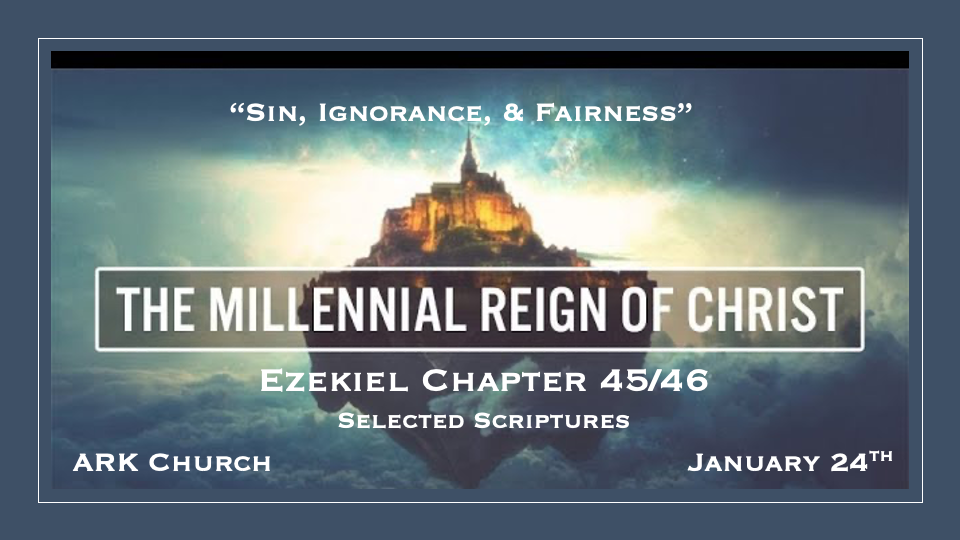 “Sin, Ignorance, & Fairness”
THE MILLENNIAL REIGN OF CHRIST
Ezekiel Chapter 45/46
Selected Scriptures
ARK Church
January 24th